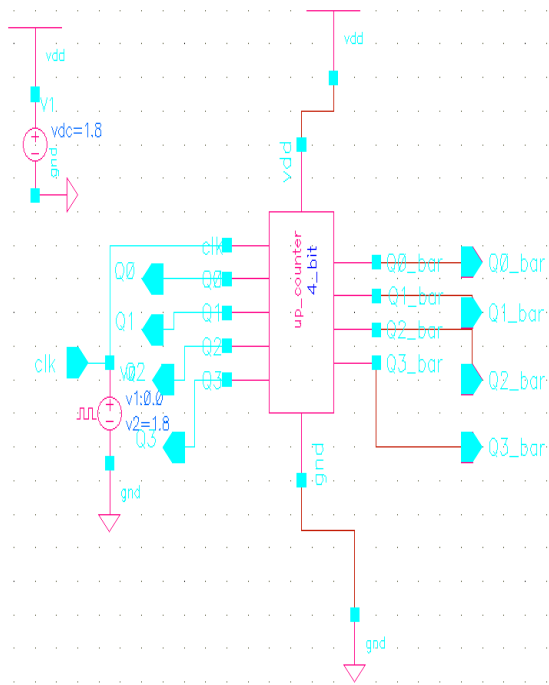 vdd
vdd
v1
vdc=1.8
gnd
vdd
clk
Q0
Q0
Q1
Q1
Q2
Q2
Q3
Q3
up_counter
4_bit
Q0_bar
Q0_bar
Q1_bar
Q1_bar
Q2_bar
Q2_bar
Q3_bar
Q3_bar
clk
v0
v1:0.0
v2=1.8
gnd
gnd
gnd